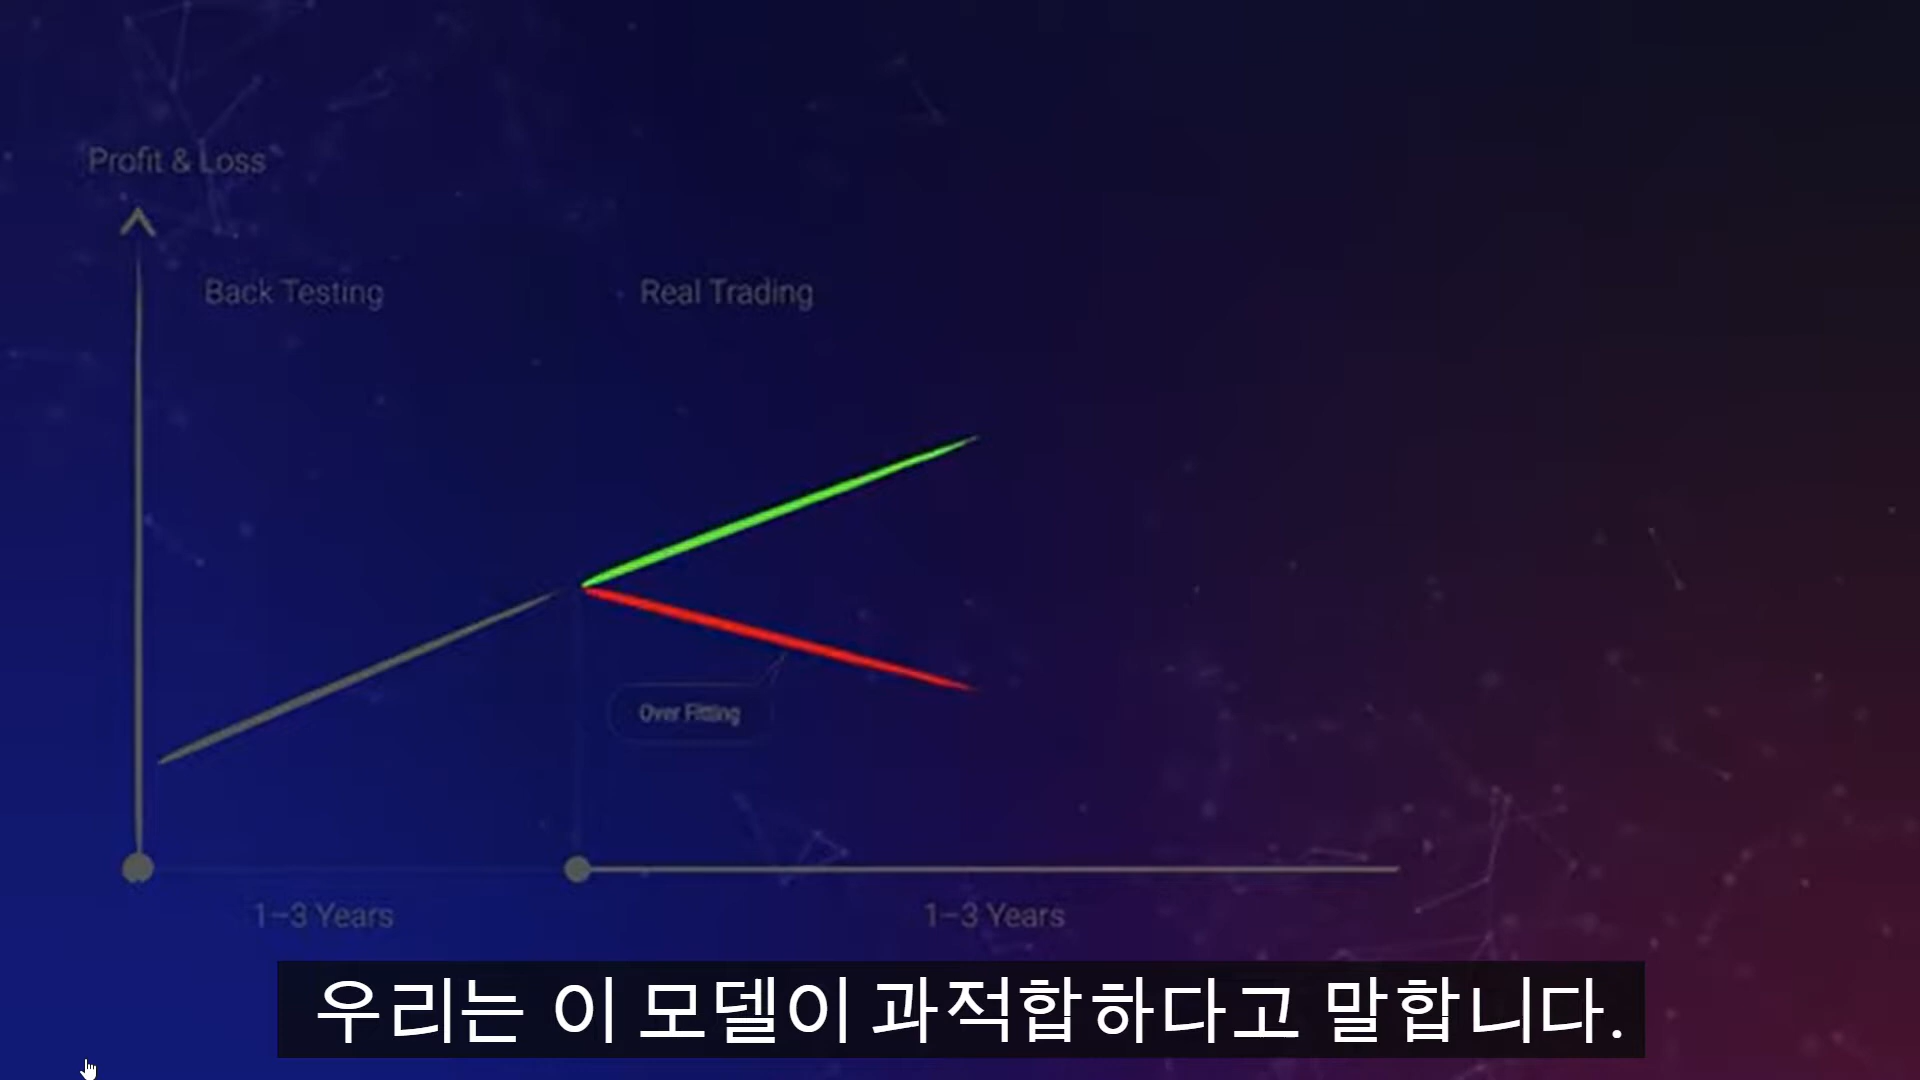 Profit & Loss
Back Testing
Real Trading
Over Fitting
1–3 Years
1–3 Years
우리는 이 모델이 과적합하다고 말합니다.